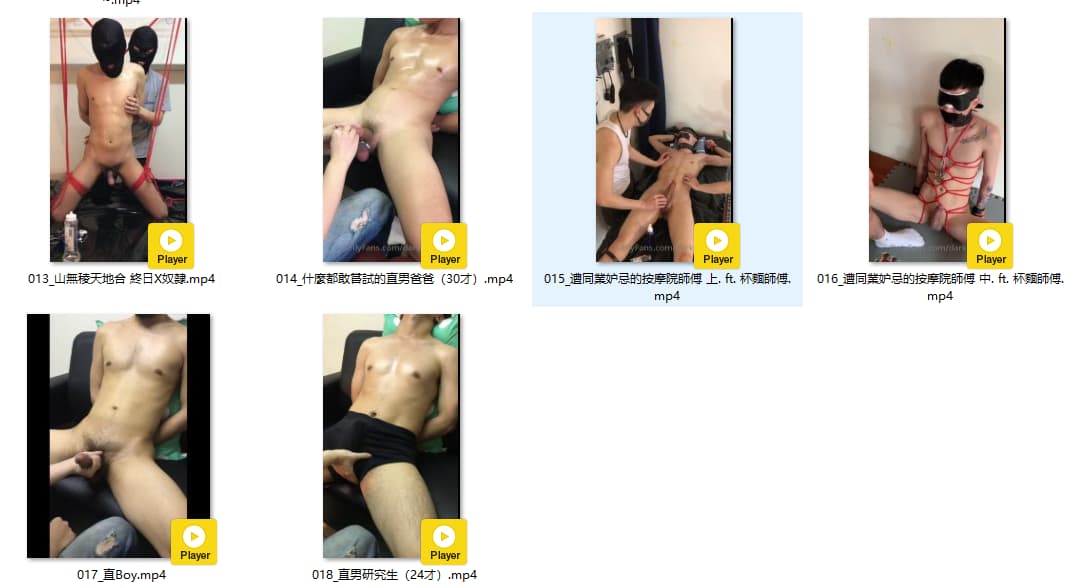 ~.mp4
Player
Player
Player
Player
013_山無稜天地合 終日X奴隸.mp4
014_什麼都敢嘗試的直男爸爸（30才）.mp4
015_遭同業妒忌的按摩院師傅 上. ft. 杯麵師傅.
mp4
016_遭同業妒忌的按摩院師傅 中. ft. 杯麵師傅.
mp4
Player
Player
017_直Boy.mp4
018_直男研究生（24才）.mp4